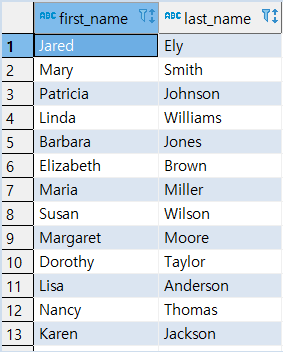 ABC first_name ABC last_name
1 Jared Ely
2 Mary Smith
3 Patricia Johnson
4 Linda Williams
5 Barbara Jones
6 Elizabeth Brown
7 Maria Miller
8 Susan Wilson
9 Margaret Moore
10 Dorothy Taylor
11 Lisa Anderson
12 Nancy Thomas
13 Karen Jackson